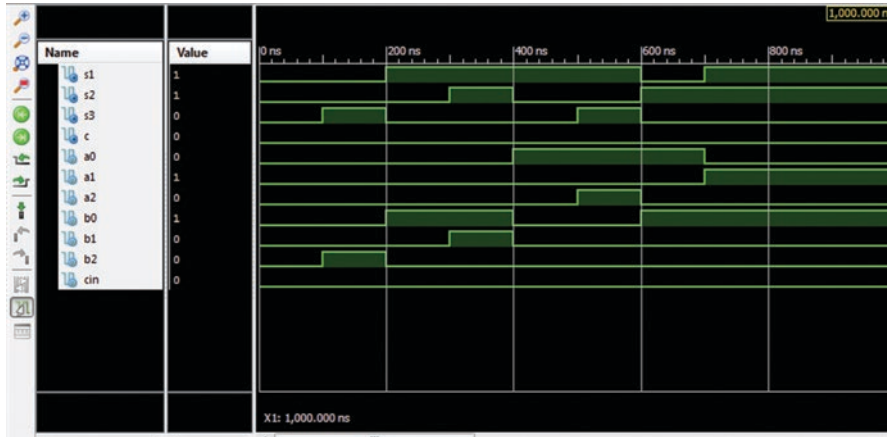 1,000.000 n
Name Value
0 ns 200 ns 400 ns 600 ns 800 ns
s1 1
s2 1
s3 0
c 0
a0 0
a1 1
a2 0
b0 1
b1 0
b2 0
cin 0
X1: 1,000.000 ns